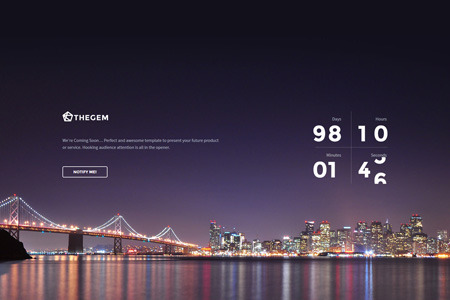 THEGEM
We're Coming Soon... Perfect and awesome template to present your future product
or service. Hooking audience attention is all in the opener.
NOTIFY ME!
Days
98
Hours
10
Minutes
01
Seconds
4